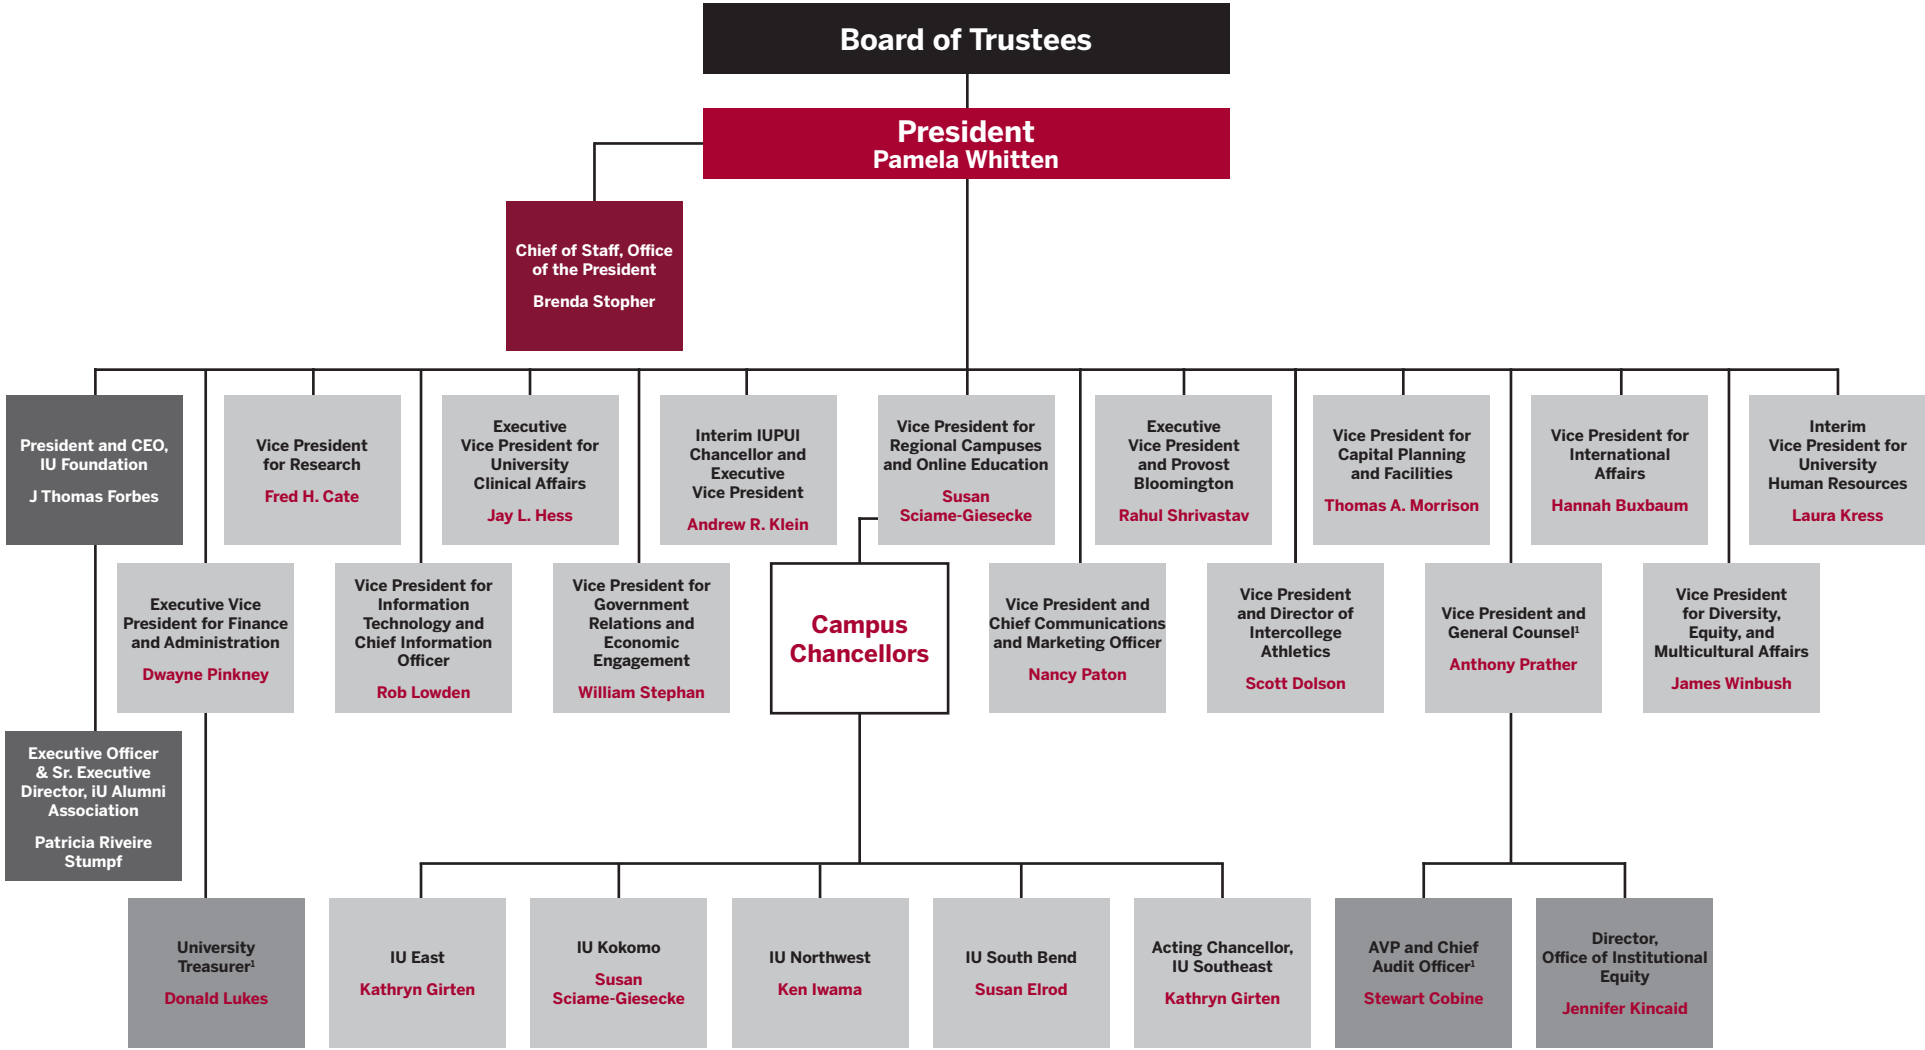 Board of Trustees
President
Pamela Whitten
Chief of Staff, Office
of the President
Brenda Stopher
President and CEO,
IU Foundation
J Thomas Forbes
Vice President
for Research
Fred H. Cate
Executive
Vice President for
University
Clinical Affairs
Jay L. Hess
Interim IUPUI
Chancellor and
Executive
Vice President
Andrew R. Klein
Vice President for
Regional Campuses
and Online Education
Susan
Sciame-Giesecke
Executive
Vice President
and Provost
Bloomington
Rahul Shrivastav
Vice President for
Capital Planning
and Facilities
Thomas A. Morrison
Vice President for
International
Affairs
Hannah Buxbaum
Interim
Vice President for
University
Human Resources
Laura Kress
Executive Vice
President for Finance
and Administration
Dwayne Pinkney
Vice President for
Information
Technology and
Chief Information
Officer
Rob Lowden
Vice President for
Government
Relations and
Economic
Engagement
William Stephan
Campus
Chancellors
Vice President and
Chief Communications
and Marketing Officer
Nancy Paton
Vice President
and Director of
Intercollege
Athletics
Scott Dolson
Vice President and
General Counsel¹
Anthony Prather
Vice President
for Diversity,
Equity, and
Multicultural Affairs
James Winbush
Executive Officer
& Sr. Executive
Director, iU Alumni
Association
Patricia Riveire
Stumpf
University
Treasurer¹
Donald Lukes
IU East
Kathryn Girten
IU Kokomo
Susan
Sciame-Giesecke
IU Northwest
Ken Iwama
IU South Bend
Susan Elrod
Acting Chancellor,
IU Southeast
Kathryn Girten
AVP and Chief
Audit Officer¹
Stewart Cobine
Director,
Office of Institutional
Equity
Jennifer Kincaid